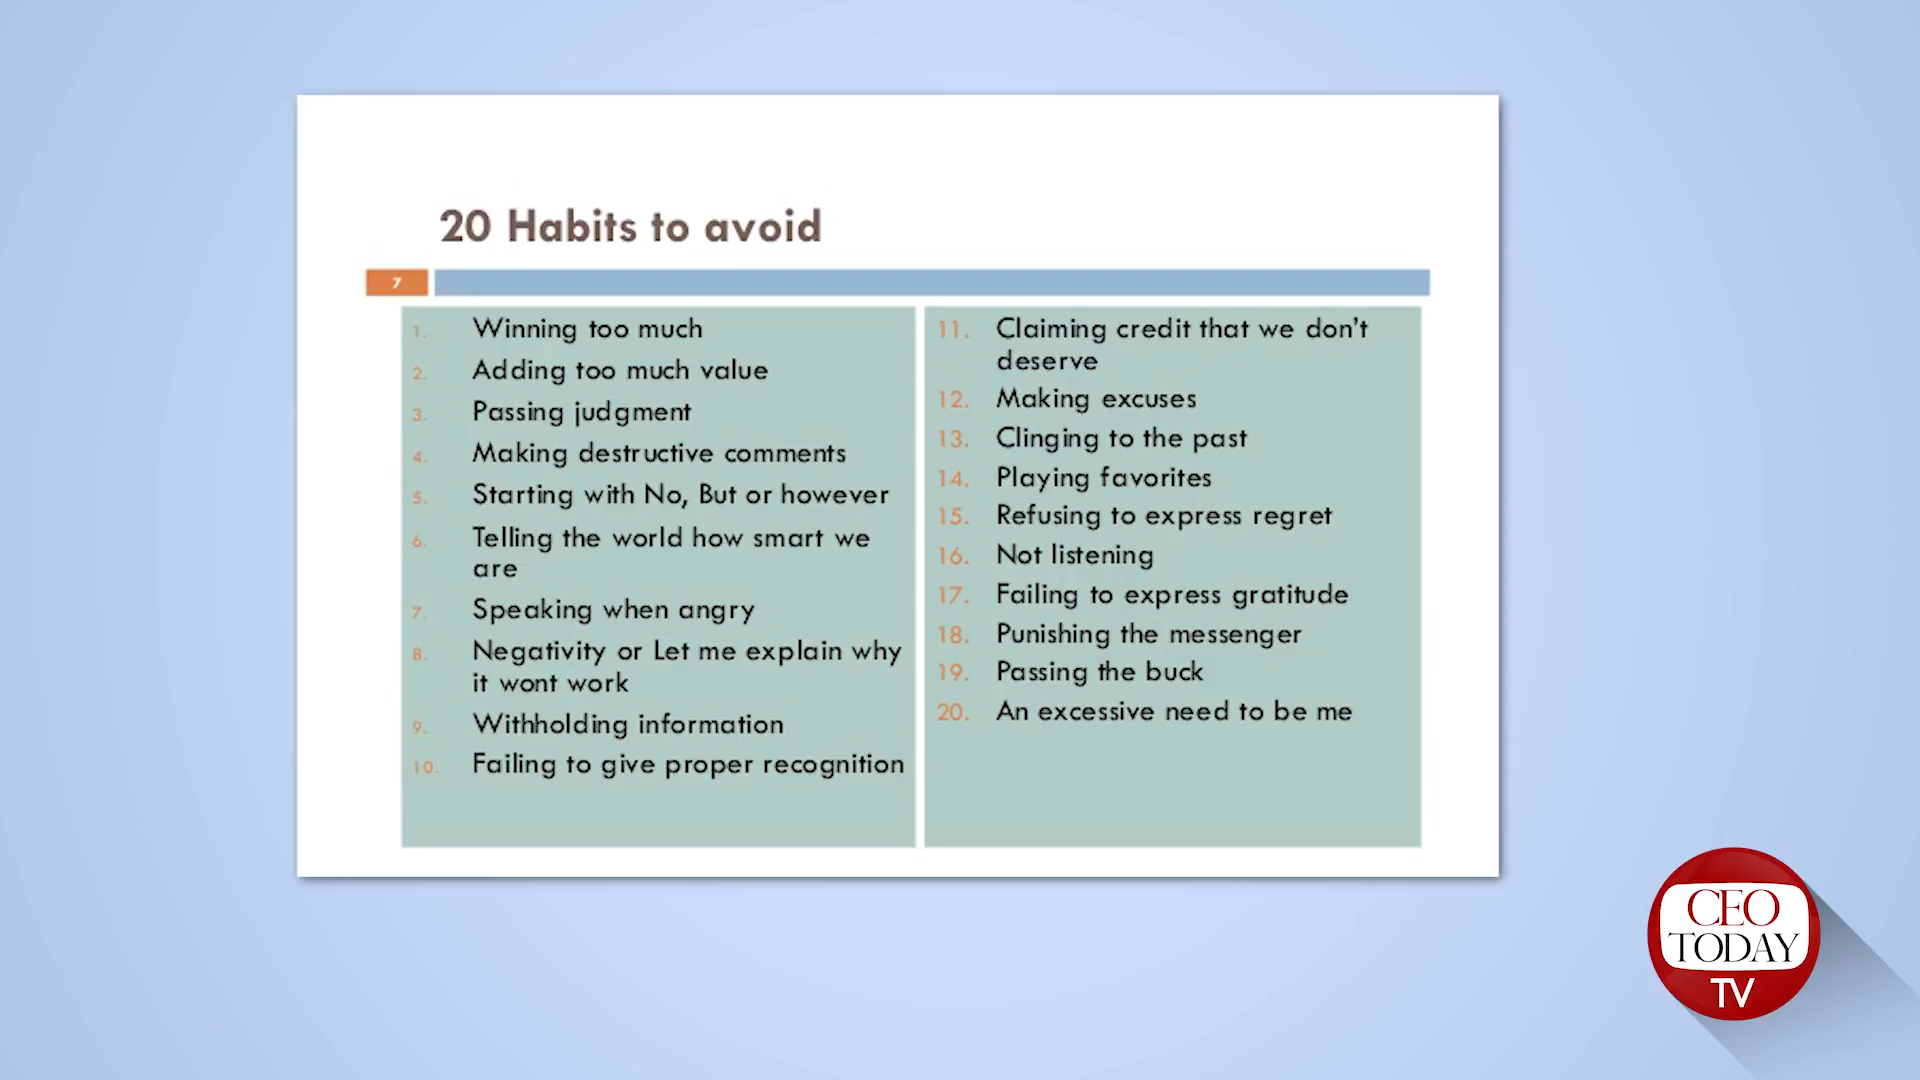 20 Habits to avoid
7
1. Winning too much
2. Adding too much value
3. Passing judgment
4. Making destructive comments
5. Starting with No, But or however
6. Telling the world how smart we
are
7. Speaking when angry
8. Negativity or Let me explain why
it wont work
9. Withholding information
10. Failing to give proper recognition
11. Claiming credit that we don't
deserve
12. Making excuses
13. Clinging to the past
14. Playing favorites
15. Refusing to express regret
16. Not listening
17. Failing to express gratitude
18. Punishing the messenger
19. Passing the buck
20. An excessive need to be me
CEO
TODAY
TV